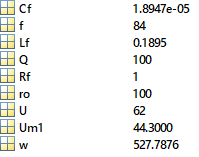 Cf 1.8947e-05
f 84
Lf 0.1895
Q 100
Rf 1
ro 100
U 62
Um1 44.3000
w 527.7876